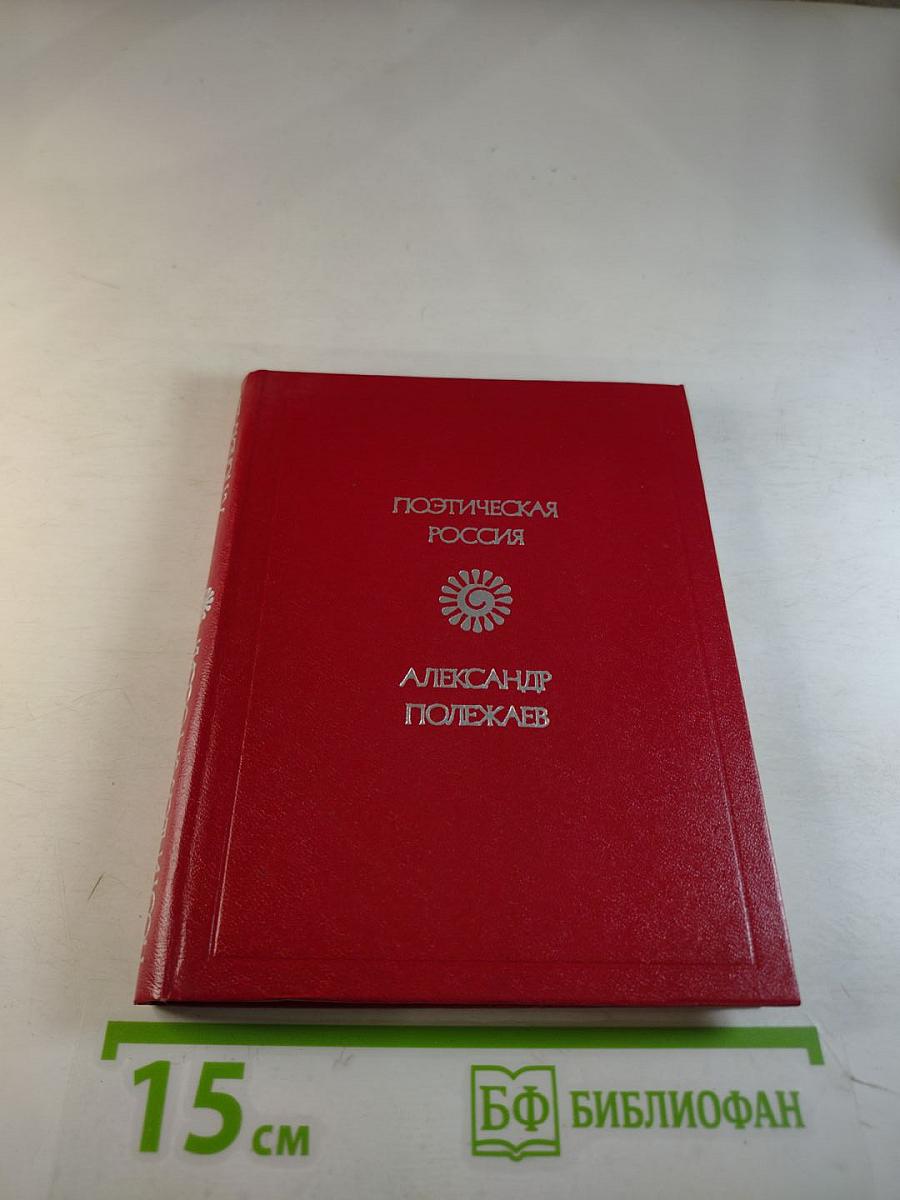 ПОЭТИЧЕСКАЯ
РОССИЯ
АЛЕКСАНДР
ПОЛЕЖАЕВ
15 см
БФ БИБЛИОФАН